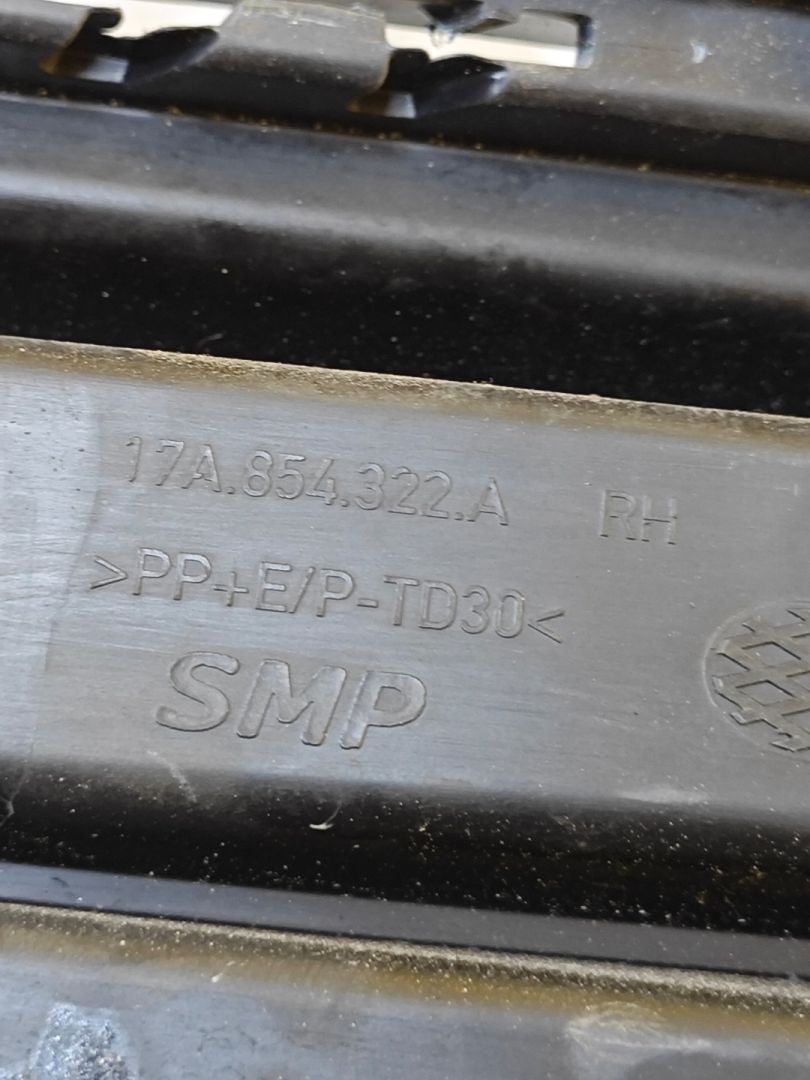 17A.854.322.A RH
>PP+E/P-TD30<
SMP